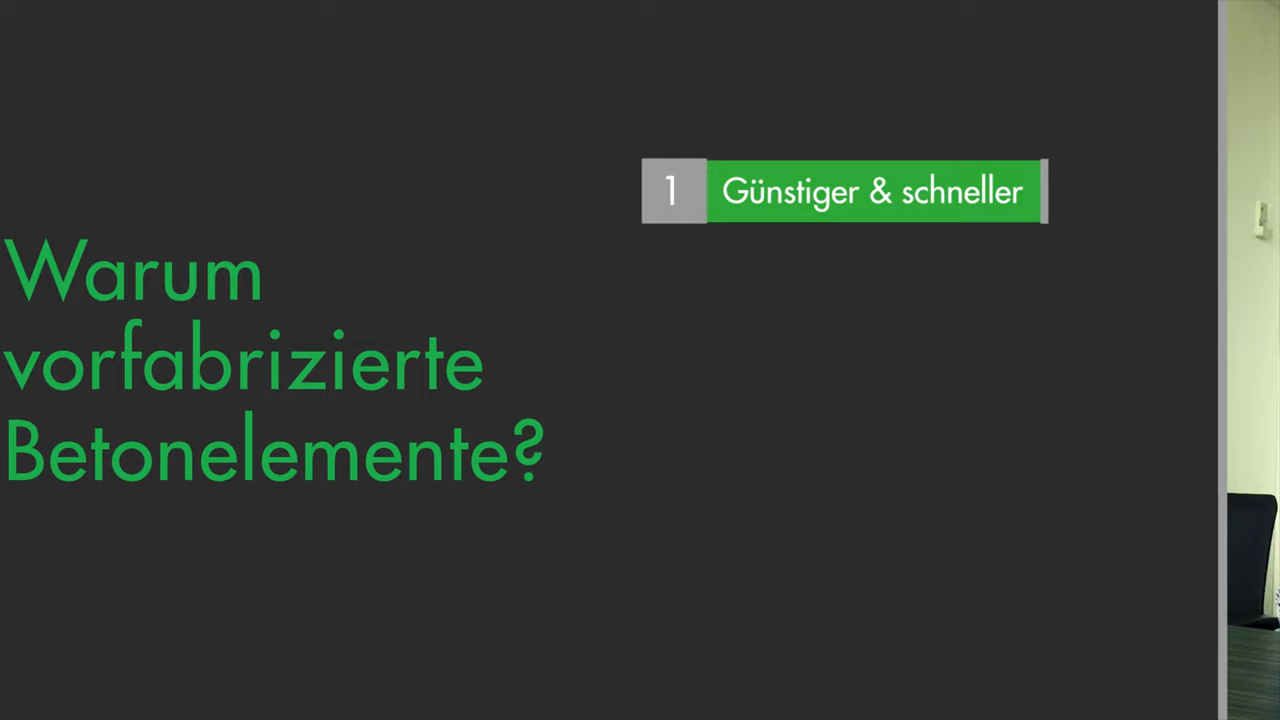 Warum
vorfabrizierte
Betonelemente?
1 Günstiger & schneller